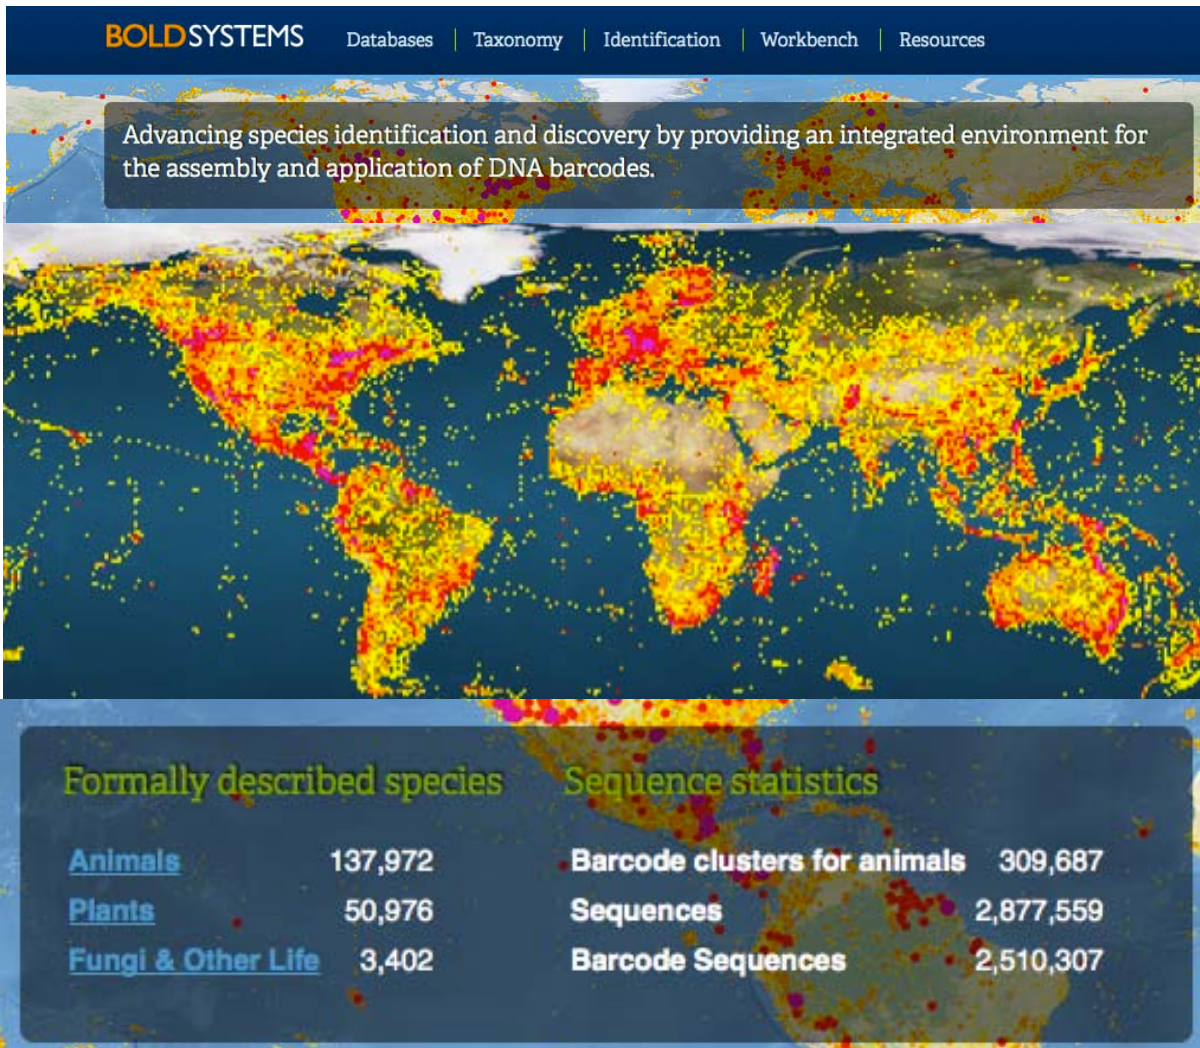 BOLDSYSTEMS Databases | Taxonomy | Identification | Workbench | Resources
Advancing species identification and discovery by providing an integrated environment for
the assembly and application of DNA barcodes.
Formally described species Sequence statistics
Animals 137,972 Barcode clusters for animals 309,687
Plants 50,976 Sequences 2,877,559
Fungi & Other Life 3,402 Barcode Sequences 2,510,307